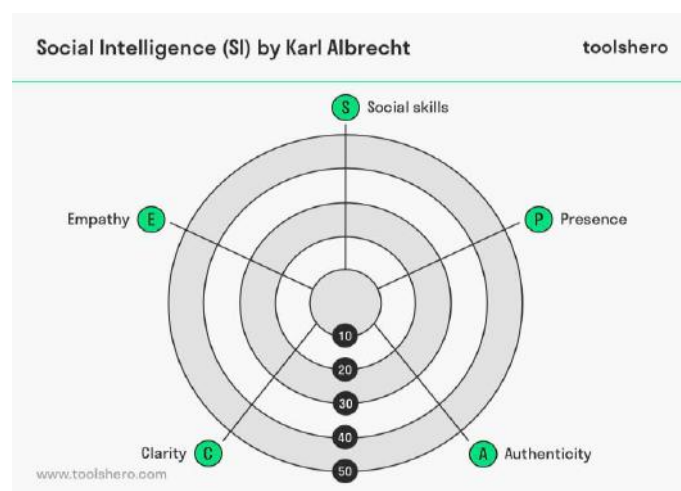 Social Intelligence (SI) by Karl Albrecht
toolshero
S Social skills
Empathy E
P Presence
10
20
30
40
50
Clarity C
A Authenticity
www.toolshero.com